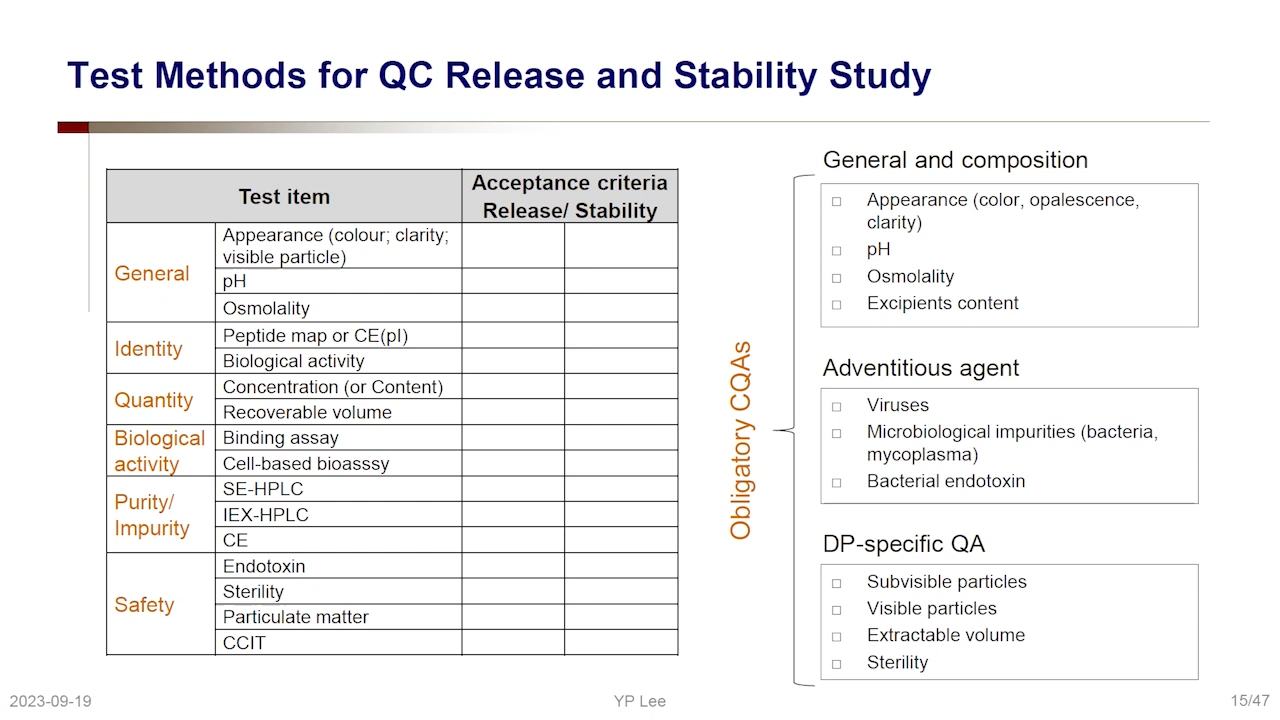 Test Methods for QC Release and Stability Study
Test item
Acceptance criteria
Release/ Stability
General
Appearance (colour; clarity;
visible particle)
pH
Osmolality
Identity
Peptide map or CE(pI)
Biological activity
Quantity
Concentration (or Content)
Recoverable volume
Biological
activity
Binding assay
Cell-based bioasssy
Purity/
Impurity
SE-HPLC
IEX-HPLC
CE
Safety
Endotoxin
Sterility
Particulate matter
CCIT
Obligatory CQAs
General and composition
□ Appearance (color, opalescence,
clarity)
□ pH
□ Osmolality
□ Excipients content
Adventitious agent
□ Viruses
□ Microbiological impurities (bacteria,
mycoplasma)
□ Bacterial endotoxin
DP-specific QA
□ Subvisible particles
□ Visible particles
□ Extractable volume
□ Sterility
2023-09-19
YP Lee
15/47